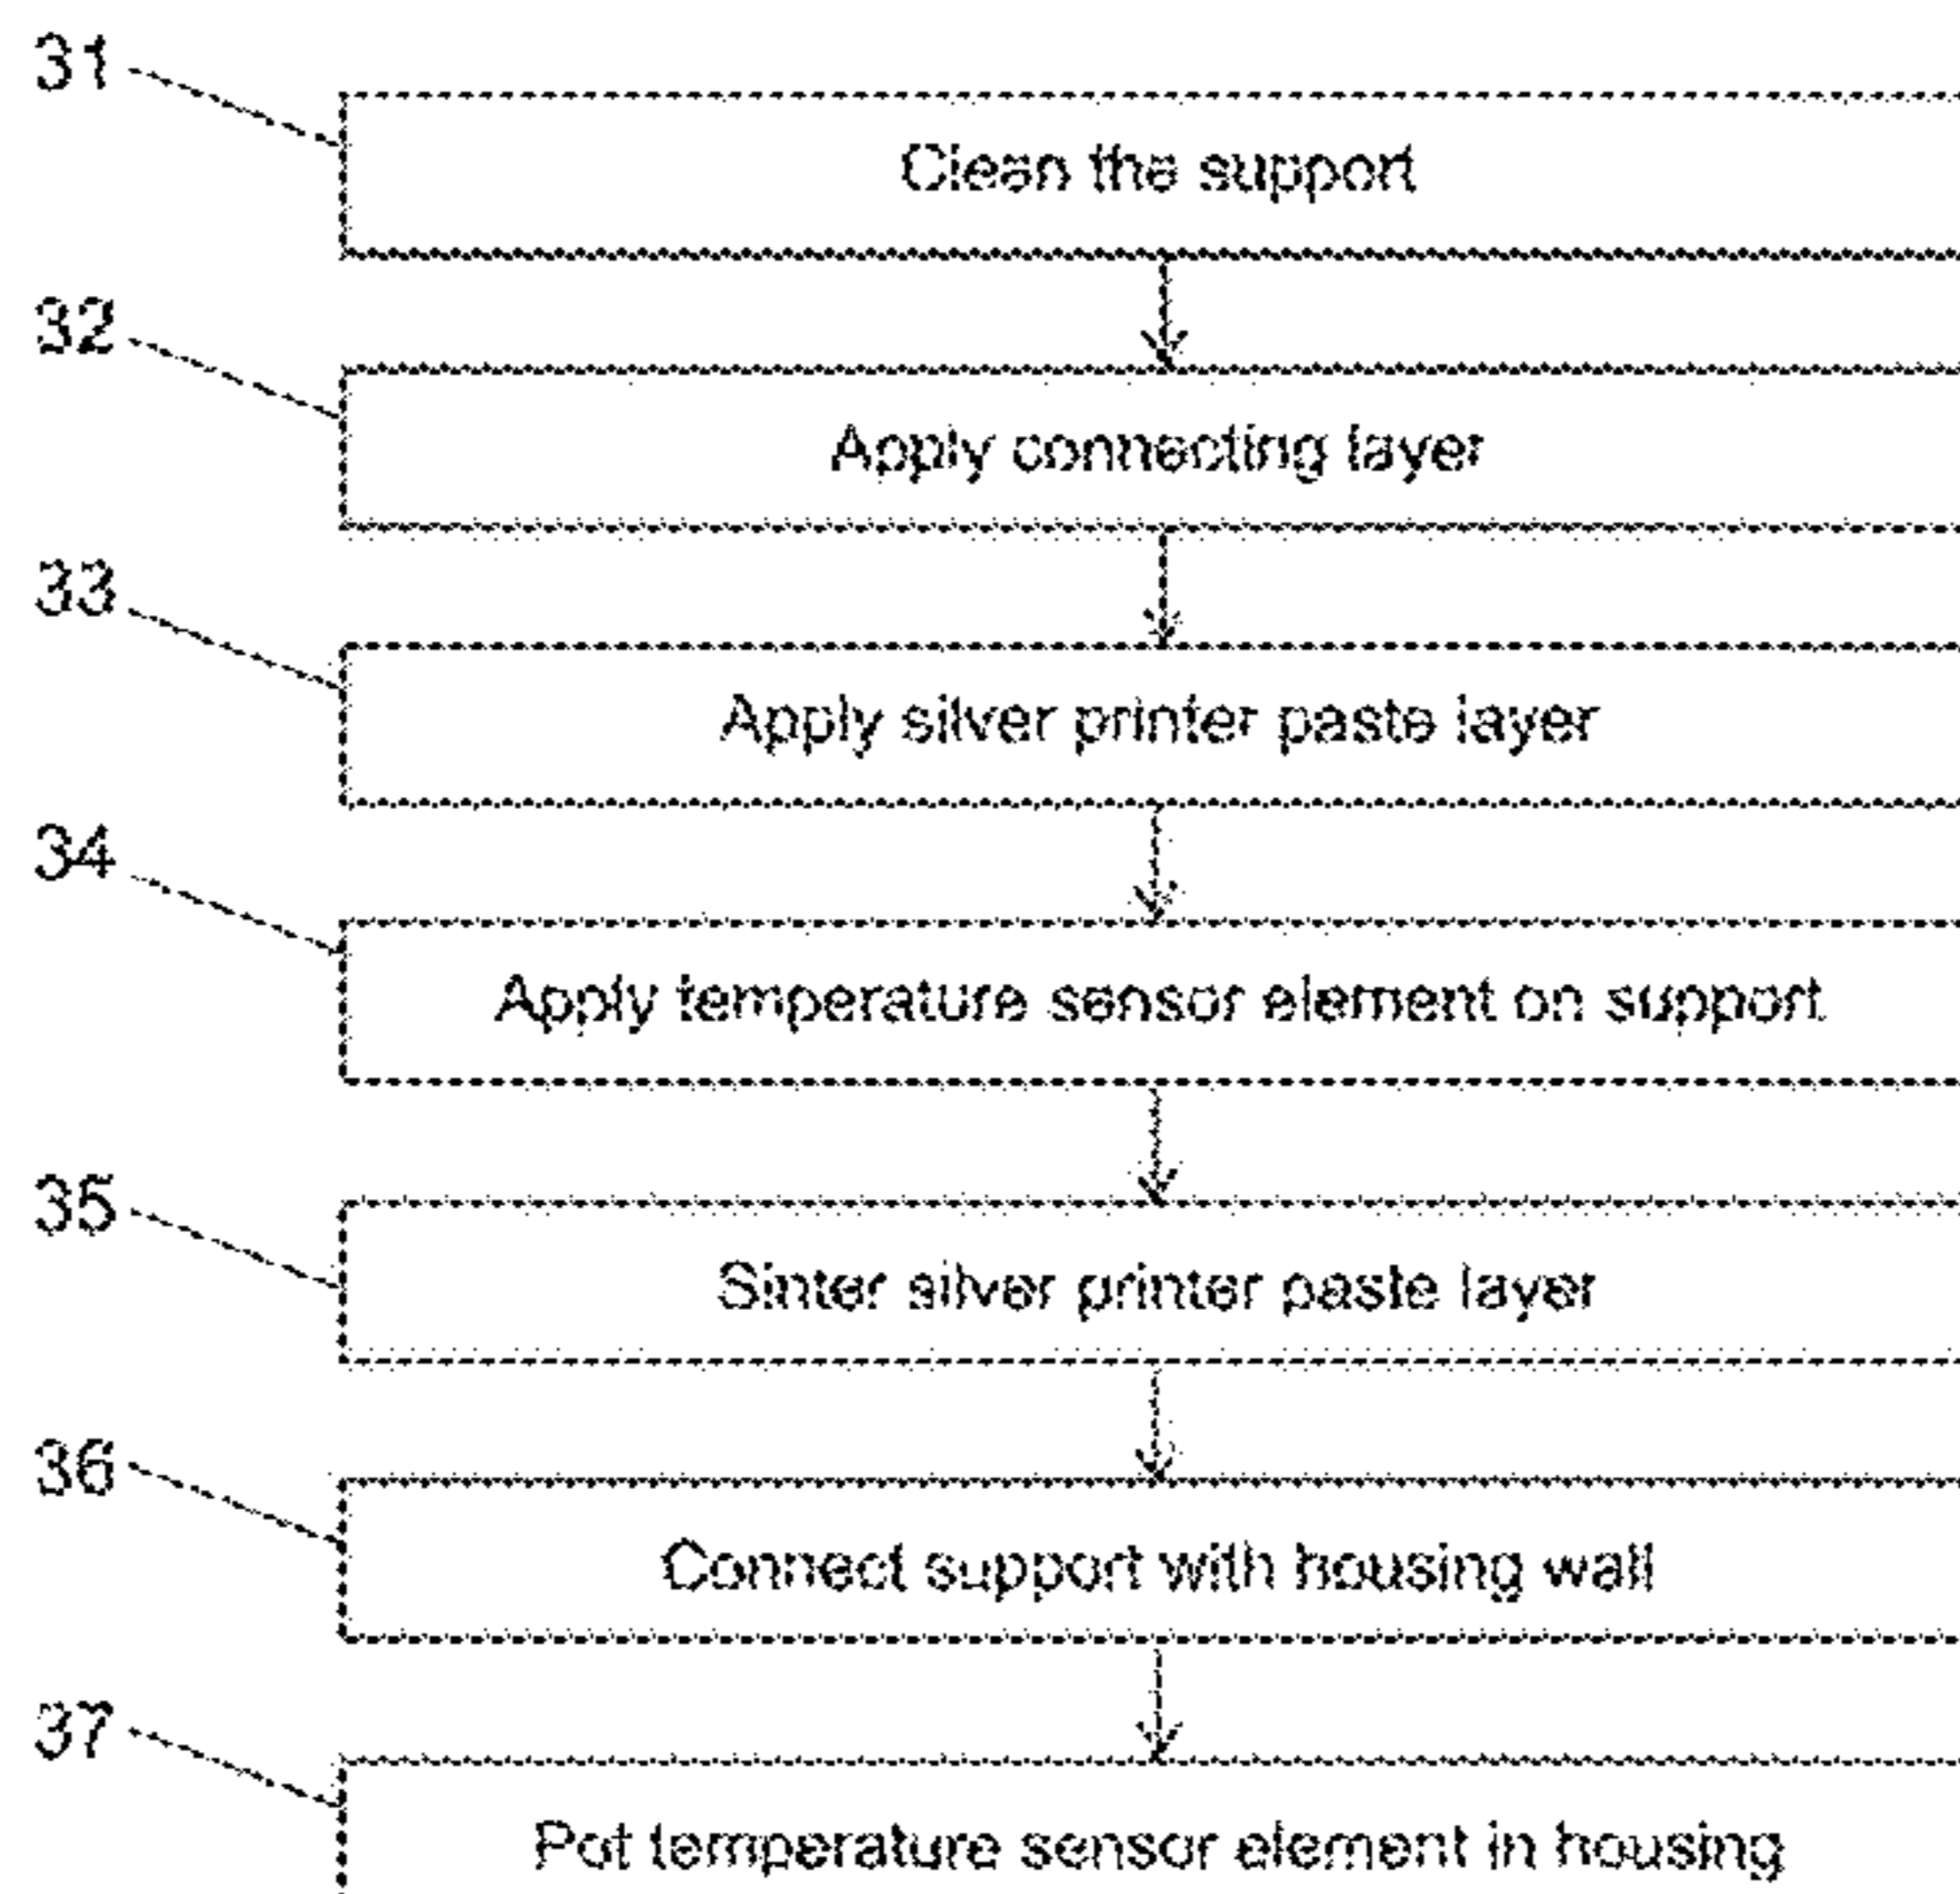 31
Clean the support
32
Apply connecting layer
33
Apply silver printer paste layer
34
Apply temperature sensor element on support
35
Sinter silver printer paste layer
36
Connect support with housing wall
37
Pot temperature sensor element in housing